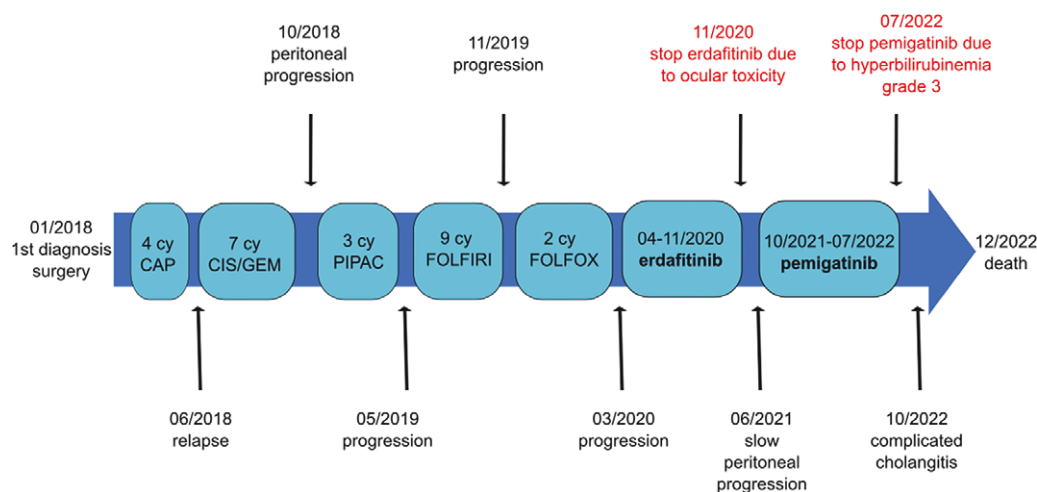 10/2018
peritoneal
progression
11/2019
progression
11/2020
stop erdafitinib due
to ocular toxicity
07/2022
stop pemigatinib due
to hyperbilirubinemia
grade 3
01/2018
1st diagnosis
surgery
4 cy
CAP
7 cy
CIS/GEM
3 cy
PIPAC
9 cy
FOLFIRI
2 cy
FOLFOX
04-11/2020
erdafitinib
10/2021-07/2022
pemigatinib
12/2022
death
06/2018
relapse
05/2019
progression
03/2020
progression
06/2021
slow
peritoneal
progression
10/2022
complicated
cholangitis